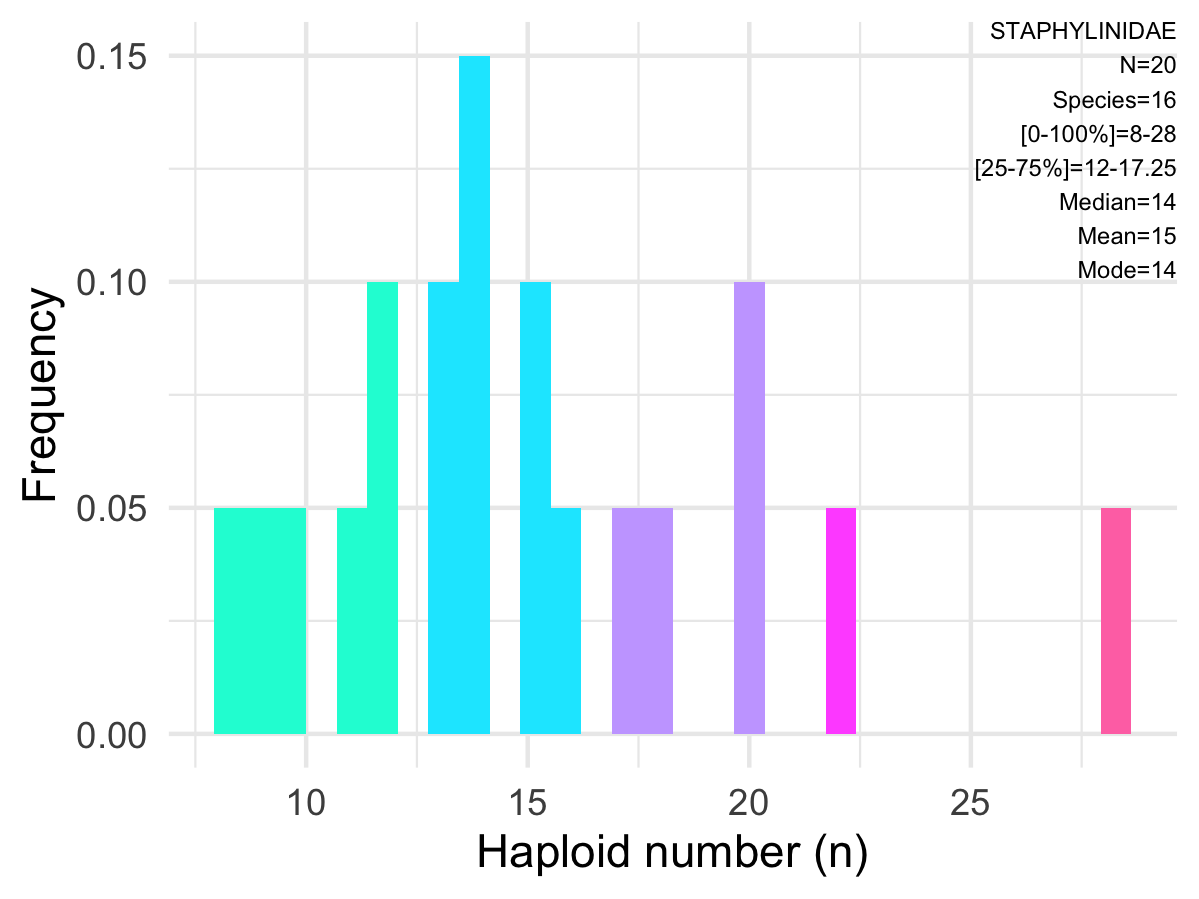 STAPHYLINIDAE
N=20
Species=16
[0-100%]=8-28
[25-75%]=12-17.25
Median=14
Mean=15
Mode=14
0.15
0.10
0.05
0.00
Frequency
10 15 20 25
Haploid number (n)